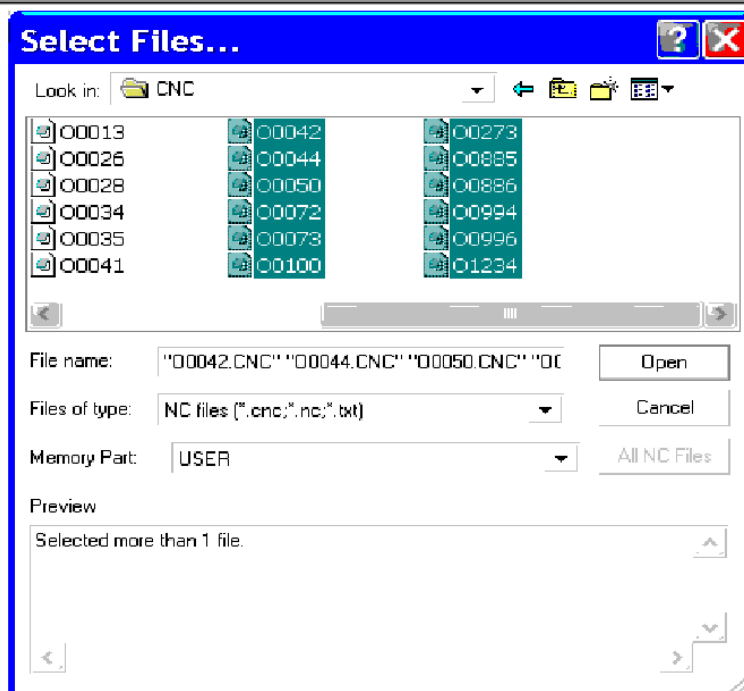 Select Files...
Look in: CNC
O0013 O0042 O0273
O0026 O0044 O0885
O0028 O0050 O0886
O0034 O0072 O0994
O0035 O0073 O0996
O0041 O0100 O1234
File name: "O0042.CNC" "O0044.CNC" "O0050.CNC" "OC Open
Files of type: NC files (*.cnc;*.nc;*.txt) Cancel
Memory Part: USER All NC Files
Preview
Selected more than 1 file.